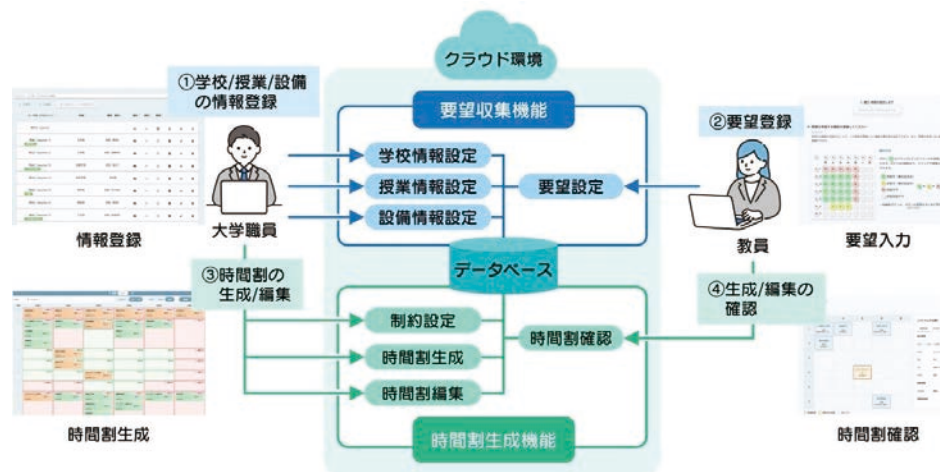 クラウド環境
①学校/授業/設備
の情報登録
要望収集機能
②要望登録
学校情報設定
授業情報設定
要望設定
設備情報設定
情報登録
大学職員
教員
要望入力
データベース
③時間割の
生成/編集
④生成/編集の
確認
制約設定
時間割確認
時間割生成
時間割編集
時間割生成
時間割生成機能
時間割確認